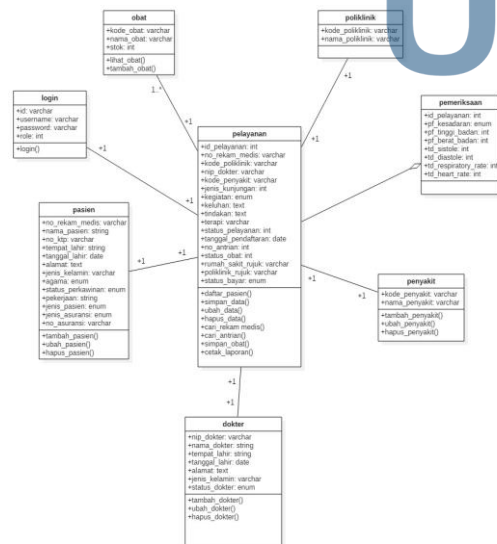 obat
+kode_obat: varchar
+nama_obat: varchar
+stok: int
+lihat_obat()
+tambah_obat()
1..*
+1
poliklinik
+kode_poliklinik: varchar
+nama_poliklinik: varchar
+1
+1
login
+id: varchar
+username: varchar
+password: varchar
+role: int
+login()
+1
+1
pemeriksaan
+id_pelayanan: int
+pf_kesadaran: enum
+pf_tinggi_badan: int
+pf_berat_badan: int
+td_sistole: int
+td_diastole: int
+td_respiratory_rate: int
+td_heart_rate: int
pelayanan
+id_pelayanan: int
+no_rekam_medis: varchar
+kode_poliklinik: varchar
+nip_dokter: varchar
+kode_penyakit: varchar
+jenis_kunjungan: int
+kegiatan: enum
+keluhan: text
+tindakan: text
+terapi: varchar
+status_pelayanan: int
+tanggal_pendaftaran: date
+no_antrian: int
+status_obat: int
+rumah_sakit_rujuk: varchar
+poliklinik_rujuk: varchar
+status_bayar: enum
+daftar_pasien()
+simpan_data()
+ubah_data()
+hapus_data()
+cari_rekam medis()
+cari_antrian()
+simpan_obat()
+cetak_laporan()
pasien
+no_rekam_medis: varchar
+nama_pasien: string
+no_ktp: varchar
+tempat_lahir: string
+tanggal_lahir: date
+alamat: text
+jenis_kelamin: varchar
+agama: enum
+status_perkawinan: enum
+pekerjaan: string
+jenis_pasien: enum
+jenis_asuransi: enum
+no_asuransi: varchar
+tambah_pasien()
+ubah_pasien()
+hapus_pasien()
+1
+1
+1
+1
penyakit
+kode_penyakit: varchar
+nama_penyakit: varchar
+tambah_penyakit()
+ubah_penyakit()
+hapus_penyakit()
+1
+1
dokter
+nip_dokter: varchar
+nama_dokter: string
+tempat_lahir: string
+tanggal_lahir: date
+alamat: text
+jenis_kelamin: varchar
+status_dokter: enum
+tambah_dokter()
+ubah_dokter()
+hapus_dokter()